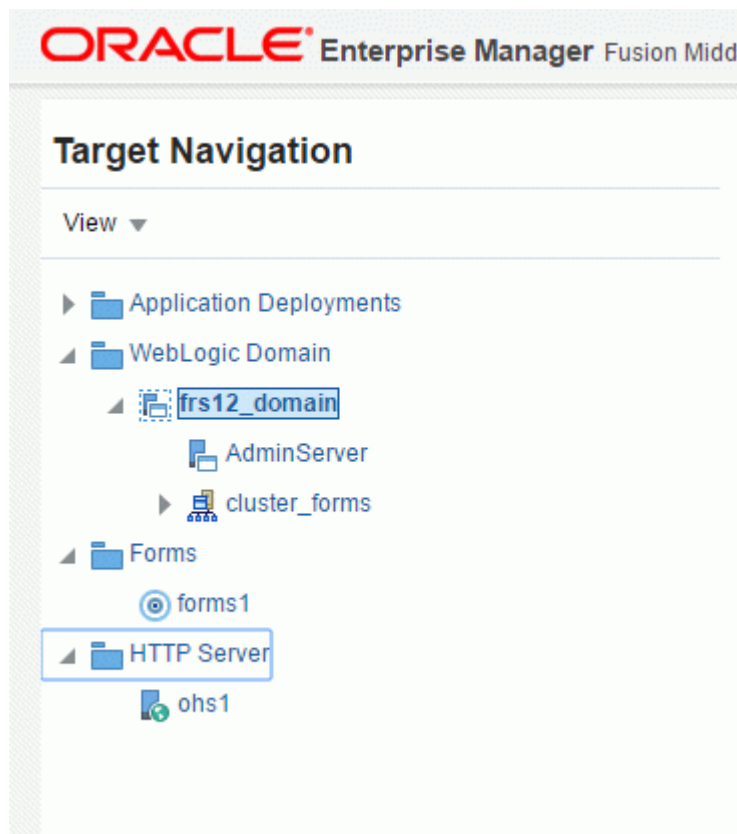 ORACLE Enterprise Manager Fusion Midd
Target Navigation
View
Application Deployments
WebLogic Domain
frs12_domain
AdminServer
cluster_forms
Forms
forms1
HTTP Server
ohs1